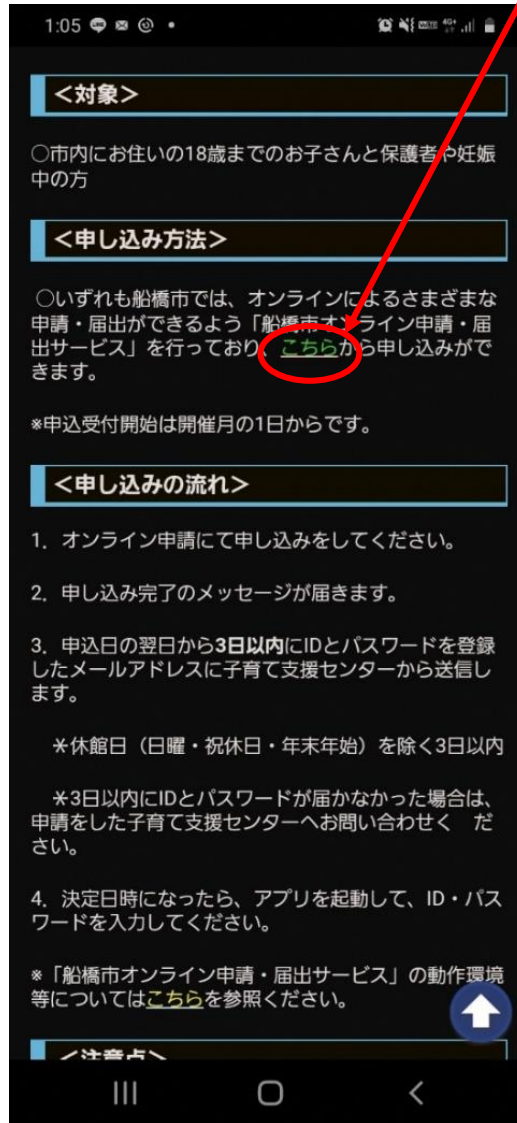 1:05
4G+
＜対象＞
○市内にお住いの18歳までのお子さんと保護者や妊娠
中の方
＜申し込み方法＞
○いずれも船橋市では、オンラインによるさまざまな
申請・届出ができるよう「船橋市オンライン申請・届
出サービス」を行っており、こちらから申し込みがで
きます。
※申込受付開始は開催月の1日からです。
＜申し込みの流れ＞
1．オンライン申請にて申し込みをしてください。
2．申し込み完了のメッセージが届きます。
3．申込日の翌日から3日以内にIDとパスワードを登録
したメールアドレスに子育て支援センターから送信し
ます。
＊休館日（日曜・祝休日・年末年始）を除く3日以内
＊3日以内にIDとパスワードが届かなかった場合は、
申請をした子育て支援センターへお問い合わせく　だ
さい。
4．決定日時になったら、アプリを起動して、ID・パス
ワードを入力してください。
※「船橋市オンライン申請・届出サービス」の動作環境
等についてはこちらを参照ください。
＜注意点＞